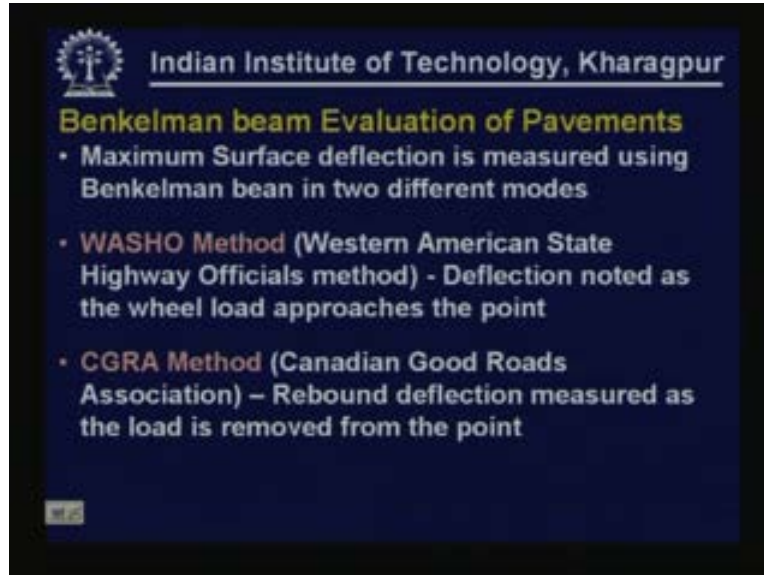 Indian Institute of Technology, Kharagpur
Benkelman beam Evaluation of Pavements
• Maximum Surface deflection is measured using
Benkelman bean in two different modes
• WASHO Method (Western American State
Highway Officials method) - Deflection noted as
the wheel load approaches the point
• CGRA Method (Canadian Good Roads
Association) – Rebound deflection measured as
the load is removed from the point